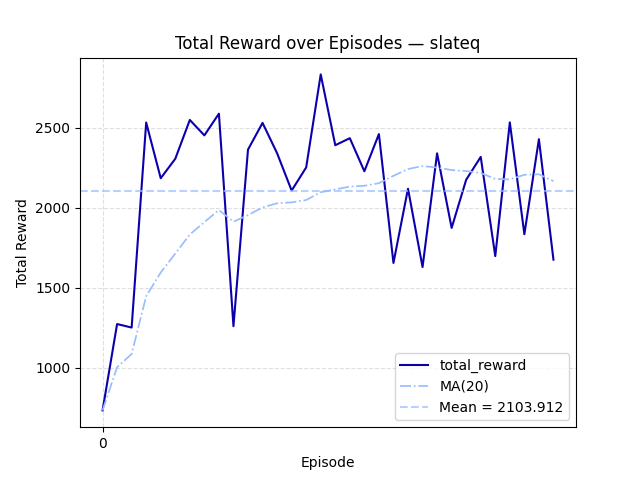 Total Reward over Episodes — slateq
Total Reward
2500
2000
1500
1000
total_reward
MA(20)
Mean = 2103.912
0
Episode